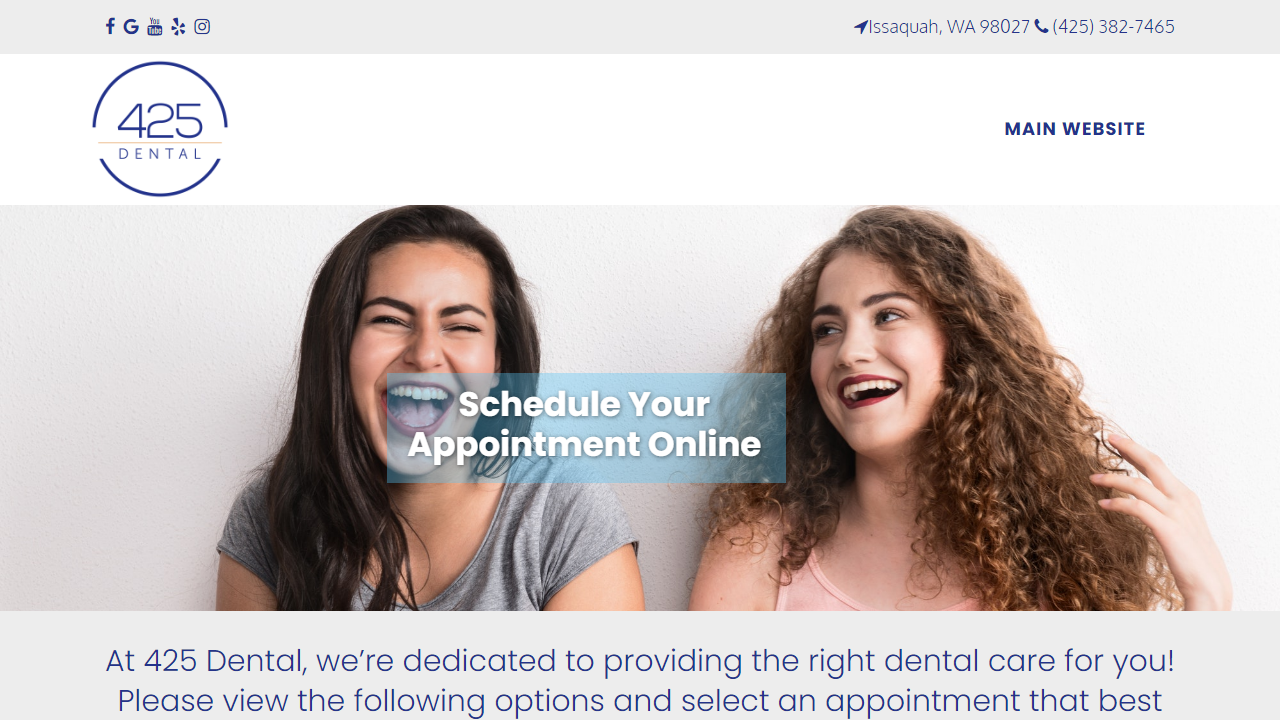 You
Tube
Issaquah, WA 98027 (425) 382-7465
425
DENTAL
MAIN WEBSITE
Schedule Your
Appointment Online
At 425 Dental, we’re dedicated to providing the right dental care for you!
Please view the following options and select an appointment that best